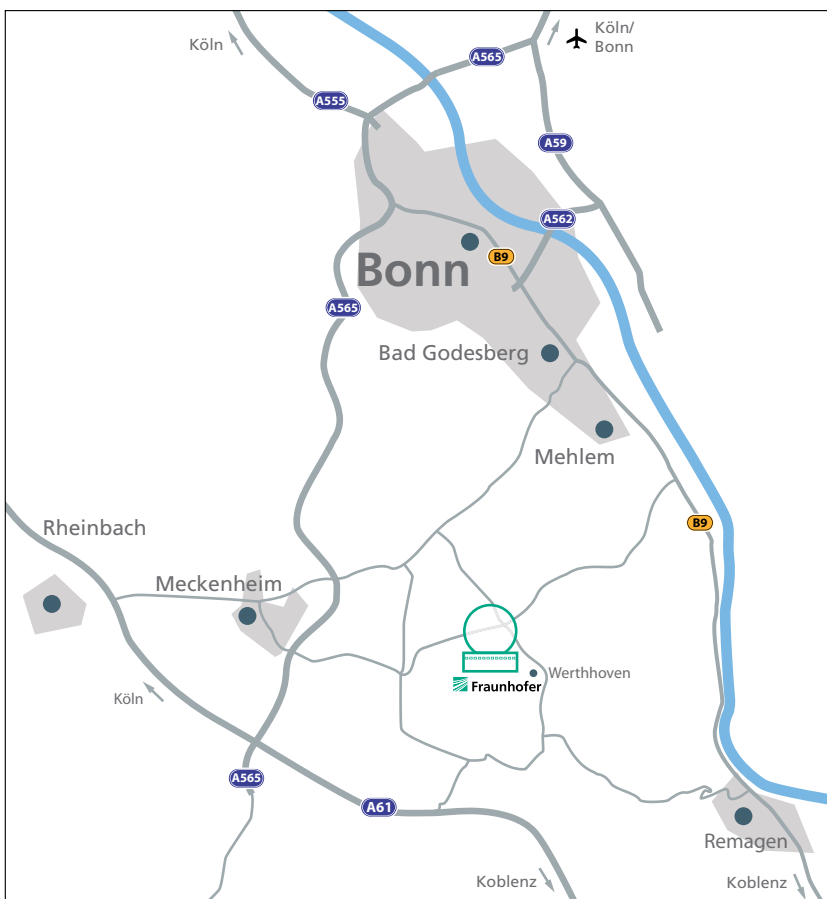 Köln
Köln/
Bonn
A565
A555
A59
A562
Bonn
B9
A565
Bad Godesberg
Mehlem
B9
Rheinbach
Meckenheim
Werthhoven
Fraunhofer
Köln
A565
A61
Remagen
Koblenz
Koblenz